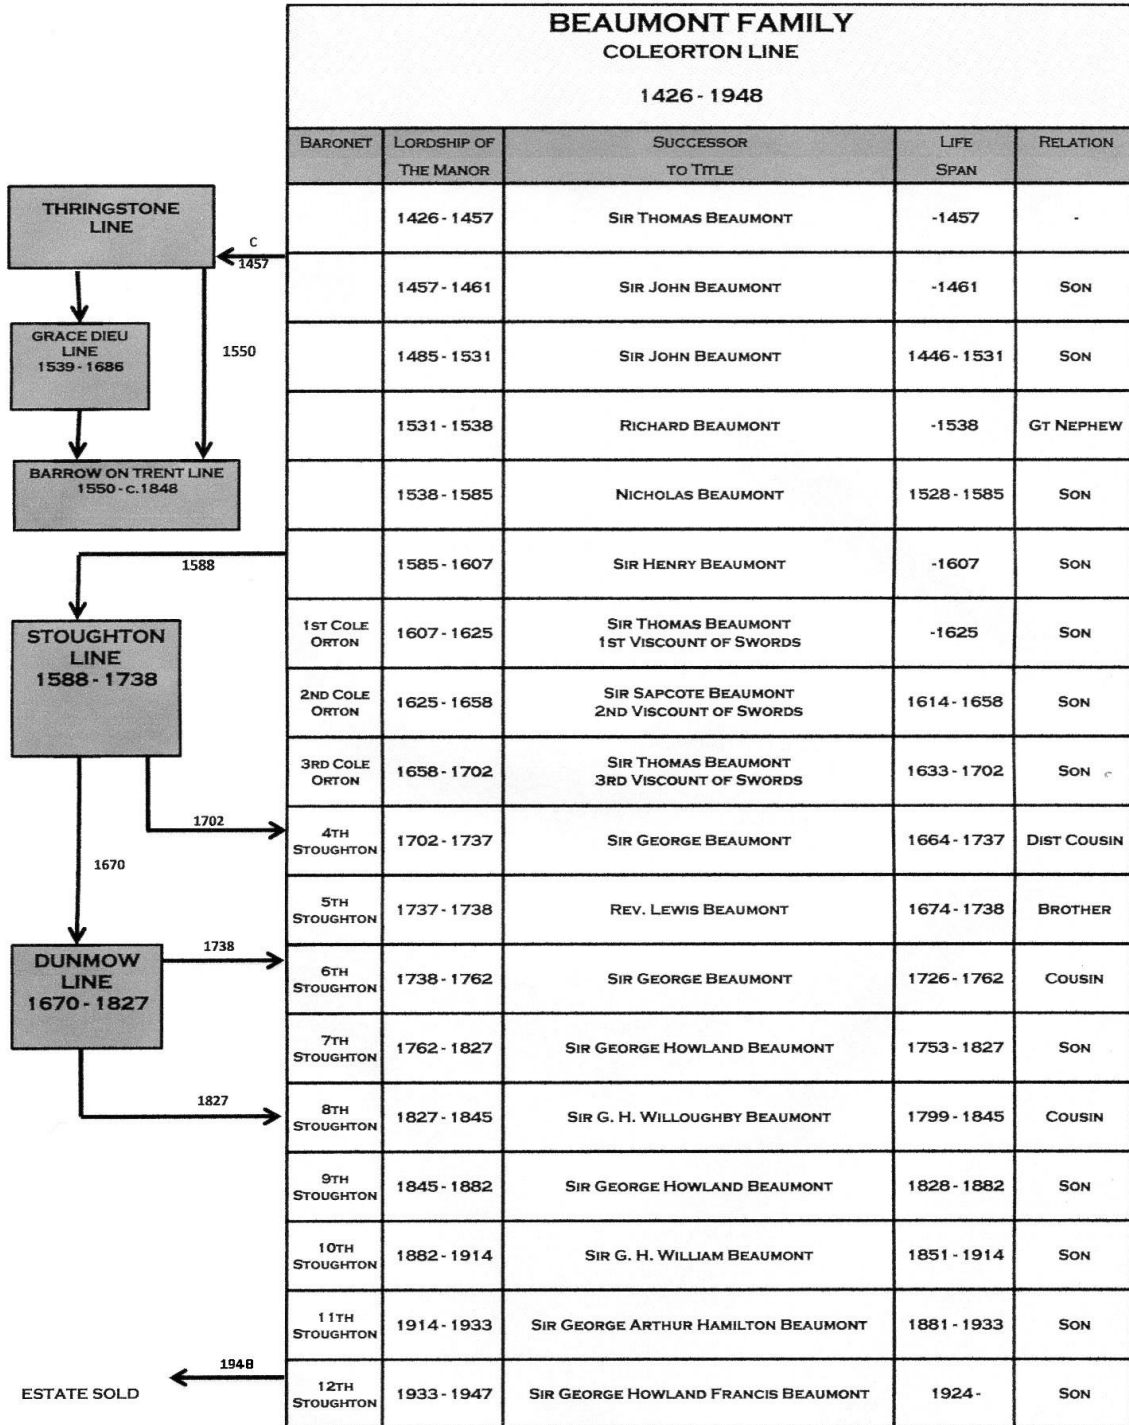 BEAUMONT FAMILY
COLEORTON LINE
1426 - 1948
BARONET LORDSHIP OF THE MANOR SUCCESSOR TO TITLE LIFE SPAN RELATION
1426 - 1457 SIR THOMAS BEAUMONT -1457 -
1457 - 1461 SIR JOHN BEAUMONT -1461 SON
1485 - 1531 SIR JOHN BEAUMONT 1446 - 1531 SON
1531 - 1538 RICHARD BEAUMONT -1538 GT NEPHEW
1538 - 1585 NICHOLAS BEAUMONT 1528 - 1585 SON
1585 - 1607 SIR HENRY BEAUMONT -1607 SON
1ST COLE ORTON 1607 - 1625 SIR THOMAS BEAUMONT 1ST VISCOUNT OF SWORDS -1625 SON
2ND COLE ORTON 1625 - 1658 SIR SAPCOTE BEAUMONT 2ND VISCOUNT OF SWORDS 1614 - 1658 SON
3RD COLE ORTON 1658 - 1702 SIR THOMAS BEAUMONT 3RD VISCOUNT OF SWORDS 1633 - 1702 SON
4TH STOUGHTON 1702 - 1737 SIR GEORGE BEAUMONT 1664 - 1737 DIST COUSIN
5TH STOUGHTON 1737 - 1738 REV. LEWIS BEAUMONT 1674 - 1738 BROTHER
6TH STOUGHTON 1738 - 1762 SIR GEORGE BEAUMONT 1726 - 1762 COUSIN
7TH STOUGHTON 1762 - 1827 SIR GEORGE HOWLAND BEAUMONT 1753 - 1827 SON
8TH STOUGHTON 1827 - 1845 SIR G. H. WILLOUGHBY BEAUMONT 1799 - 1845 COUSIN
9TH STOUGHTON 1845 - 1882 SIR GEORGE HOWLAND BEAUMONT 1828 - 1882 SON
10TH STOUGHTON 1882 - 1914 SIR G. H. WILLIAM BEAUMONT 1851 - 1914 SON
11TH STOUGHTON 1914 - 1933 SIR GEORGE ARTHUR HAMILTON BEAUMONT 1881 - 1933 SON
12TH STOUGHTON 1933 - 1947 SIR GEORGE HOWLAND FRANCIS BEAUMONT 1924 - SON
THRINGSTONE
LINE
C
1457
GRACE DIEU
LINE
1539 - 1686
1550
BARROW ON TRENT LINE
1550 - c.1848
1588
STOUGHTON
LINE
1588 - 1738
1702
1670
DUNMOW
LINE
1670 - 1827
1738
1827
1948
ESTATE SOLD